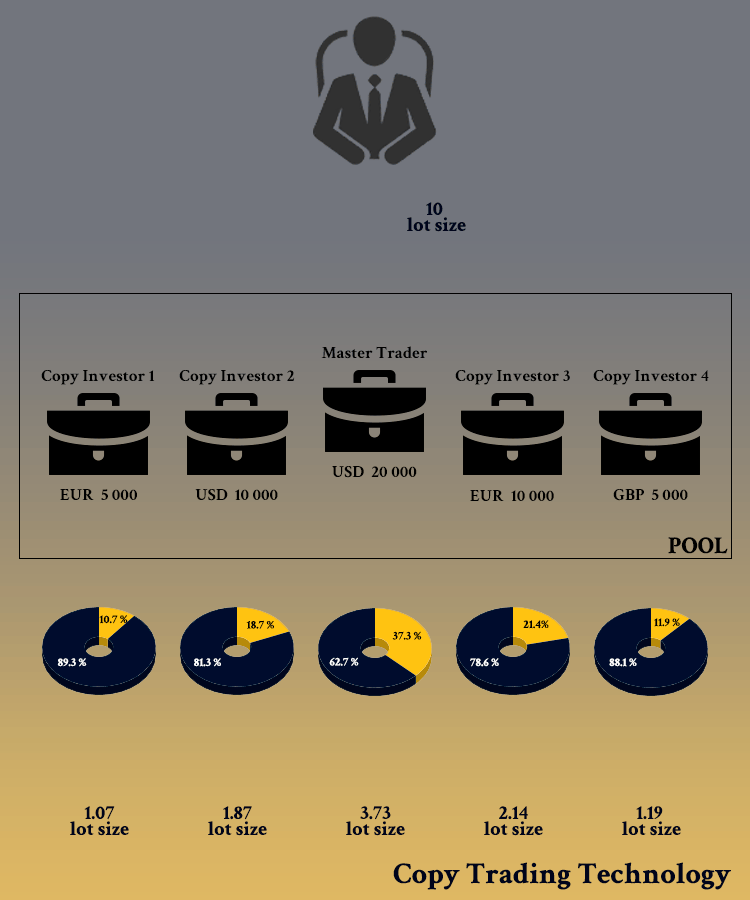 10
lot size
Master Trader
Copy Investor 1
Copy Investor 2
Copy Investor 3
Copy Investor 4
USD 20 000
EUR 5 000
USD 10 000
EUR 10 000
GBP 5 000
POOL
10.7 %
89.3 %
18.7 %
81.3 %
37.3 %
62.7 %
21.4%
78.6 %
11.9 %
88.1 %
1.07
lot size
1.87
lot size
3.73
lot size
2.14
lot size
1.19
lot size
Copy Trading Technology